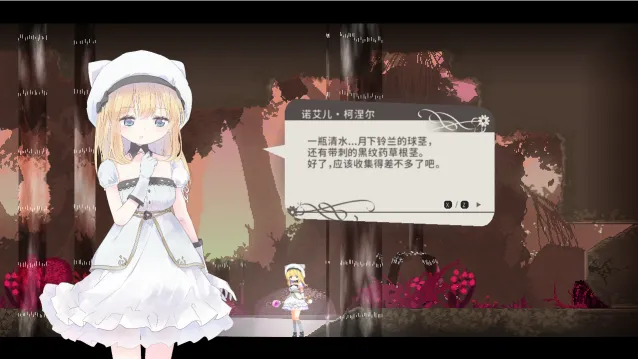 诺艾儿·柯涅尔
一瓶清水...月下铃兰的球茎，
还有带刺的黑纹药草根茎。
好了，应该收集得差不多了吧。
X / Z